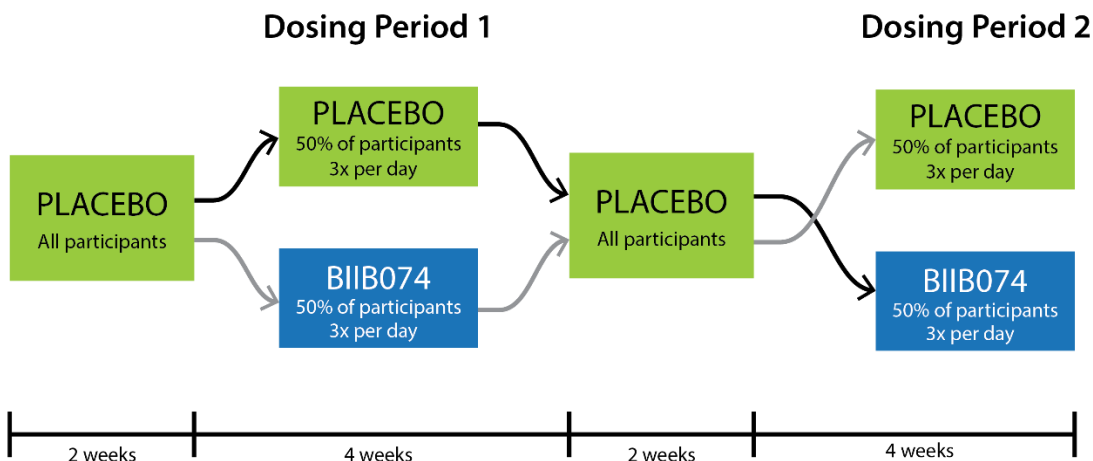 Dosing Period 1
Dosing Period 2
PLACEBO
All participants
PLACEBO
50% of participants
3x per day
BIIB074
50% of participants
3x per day
PLACEBO
All participants
PLACEBO
50% of participants
3x per day
BIIB074
50% of participants
3x per day
2 weeks
4 weeks
2 weeks
4 weeks